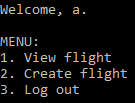 Welcome, a.
MENU:
1. View flight
2. Create flight
3. Log out